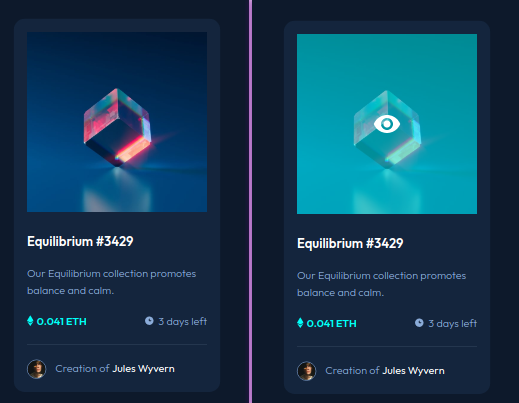 Equilibrium #3429
Our Equilibrium collection promotes
balance and calm.
0.041 ETH
3 days left
Creation of Jules Wyvern
Equilibrium #3429
Our Equilibrium collection promotes
balance and calm.
0.041 ETH
3 days left
Creation of Jules Wyvern